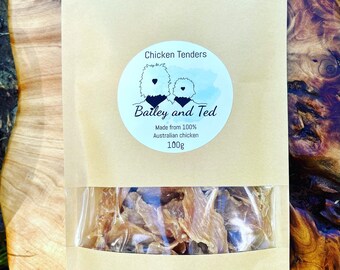 Chicken Tenders
Bailey and Ted
Made from 100%
Australian chicken
100g